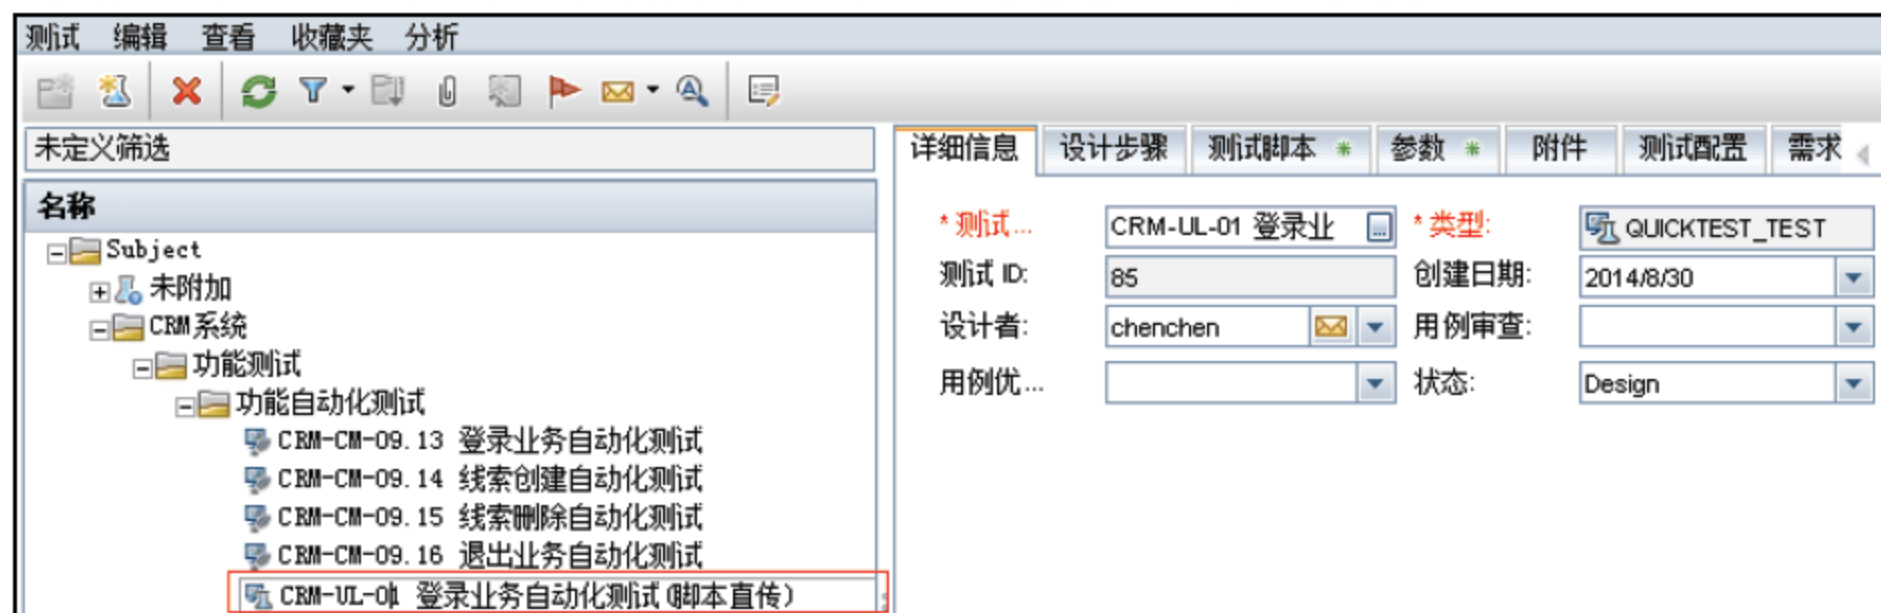 测试 编辑 查看 收藏夹 分析
未定义筛选
名称
Subject
未附加
CRM系统
功能测试
功能自动化测试
CRM-CM-09.13 登录业务自动化测试
CRM-CM-09.14 线索创建自动化测试
CRM-CM-09.15 线索删除自动化测试
CRM-CM-09.16 退出业务自动化测试
CRM-UL-01 登录业务自动化测试(脚本直传)
详细信息 设计步骤 测试脚本 * 参数 * 附件 测试配置 需求
* 测试... CRM-UL-01 登录业 ... * 类型: QUICKTEST_TEST
测试 ID: 85 创建日期: 2014/8/30
设计者: chenchen 用例审查:
用例优... 状态: Design